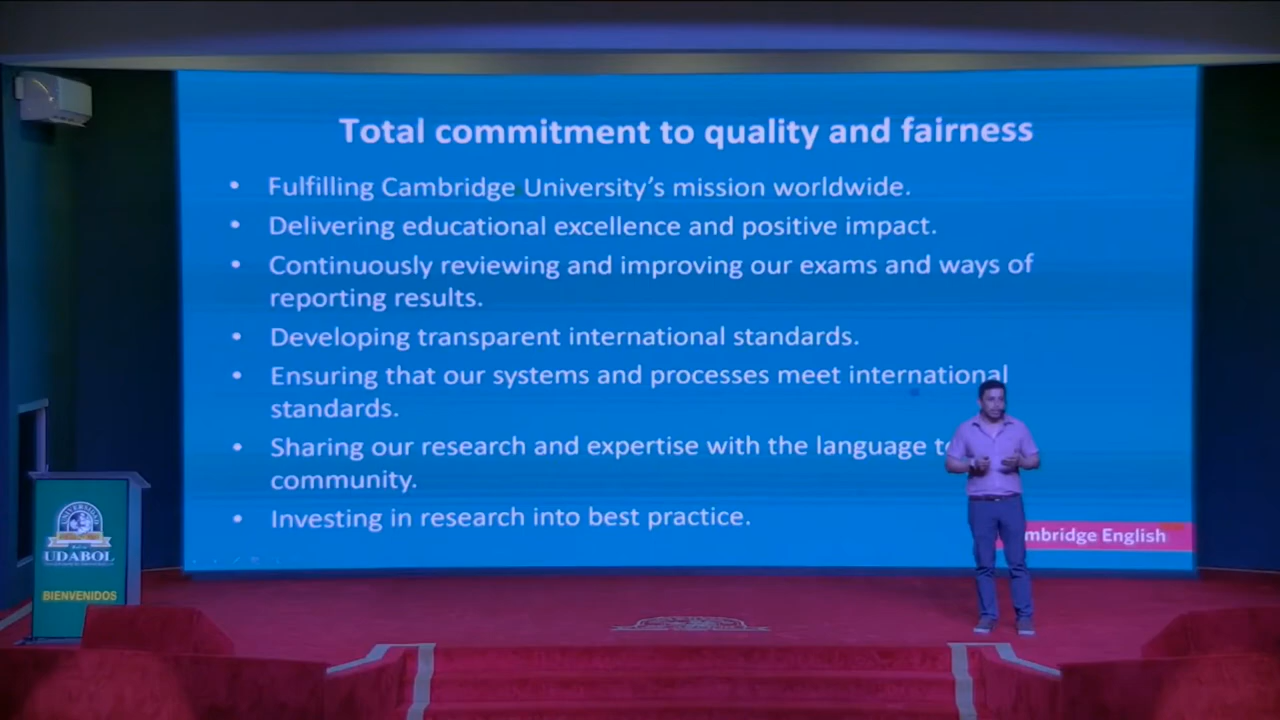 Total commitment to quality and fairness
• Fulfilling Cambridge University's mission worldwide.
• Delivering educational excellence and positive impact.
• Continuously reviewing and improving our exams and ways of
reporting results.
• Developing transparent international standards.
• Ensuring that our systems and processes meet international
standards.
• Sharing our research and expertise with the language
community.
• Investing in research into best practice.
mbridge English
UNIVERSIDAD
UDABOL
BIENVENIDOS